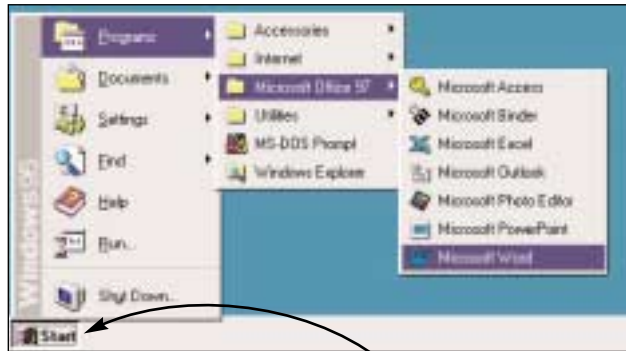 Programs
Documents
Settings
Find
Help
Run...
Shut Down...
Start
Accessories
Internet
Microsoft Office 97
Utilities
MS-DOS Prompt
Windows Explorer
Microsoft Access
Microsoft Binder
Microsoft Excel
Microsoft Outlook
Microsoft Photo Editor
Microsoft PowerPoint
Microsoft Word